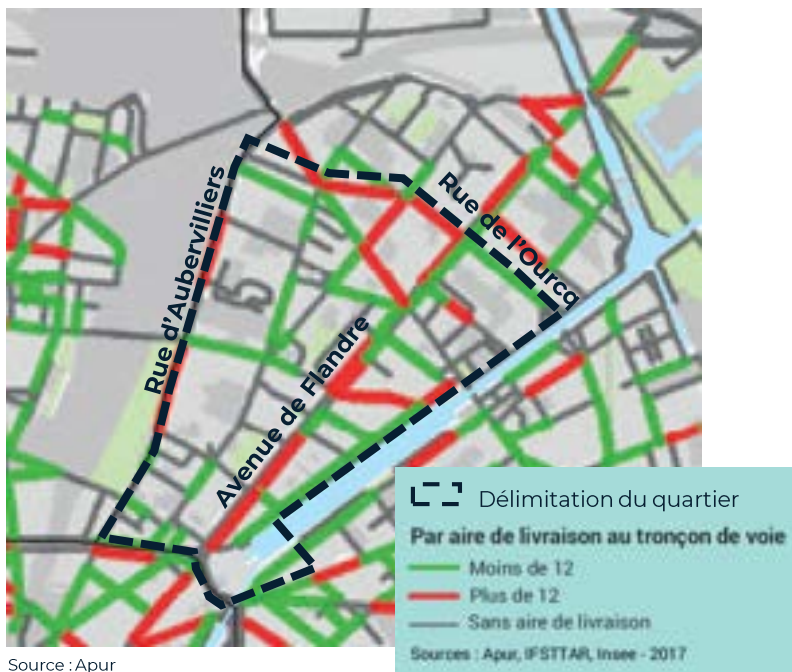 Rue d'Aubervilliers
Rue de l'Ourcq
Avenue de Flandre
Délimitation du quartier
Par aire de livraison au tronçon de voie
Moins de 12
Plus de 12
Sans aire de livraison
Sources : Apur, IFSTTAR, Insee - 2017
Source : Apur